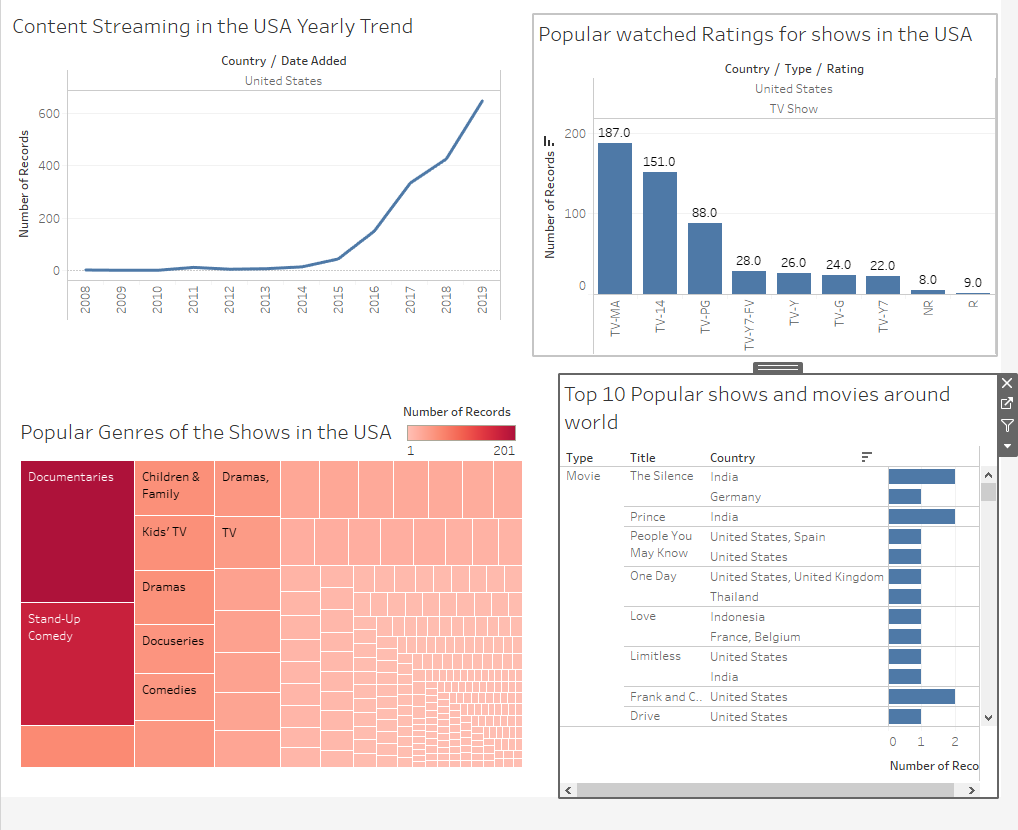 Content Streaming in the USA Yearly Trend
Country / Date Added
United States
Number of Records
600
400
200
0
2008
2009
2010
2011
2012
2013
2014
2015
2016
2017
2018
2019
Popular watched Ratings for shows in the USA
Country / Type / Rating
United States
TV Show
Number of Records
200
100
0
187.0
151.0
88.0
28.0
26.0
24.0
22.0
8.0
9.0
TV-MA
TV-14
TV-PG
TV-Y7-FV
TV-Y
TV-G
TV-Y7
NR
R
Popular Genres of the Shows in the USA
Number of Records
1 201
Documentaries
Stand-Up
Comedy
Children &
Family
Kids' TV
Dramas
Docuseries
Comedies
Dramas,
TV
Top 10 Popular shows and movies around
world
Type Title Country
Movie The Silence India
Germany
Prince India
People You United States, Spain
May Know United States
One Day United States, United Kingdom
Thailand
Love Indonesia
France, Belgium
Limitless United States
India
Frank and C.. United States
Drive United States
0 1 2
Number of Reco